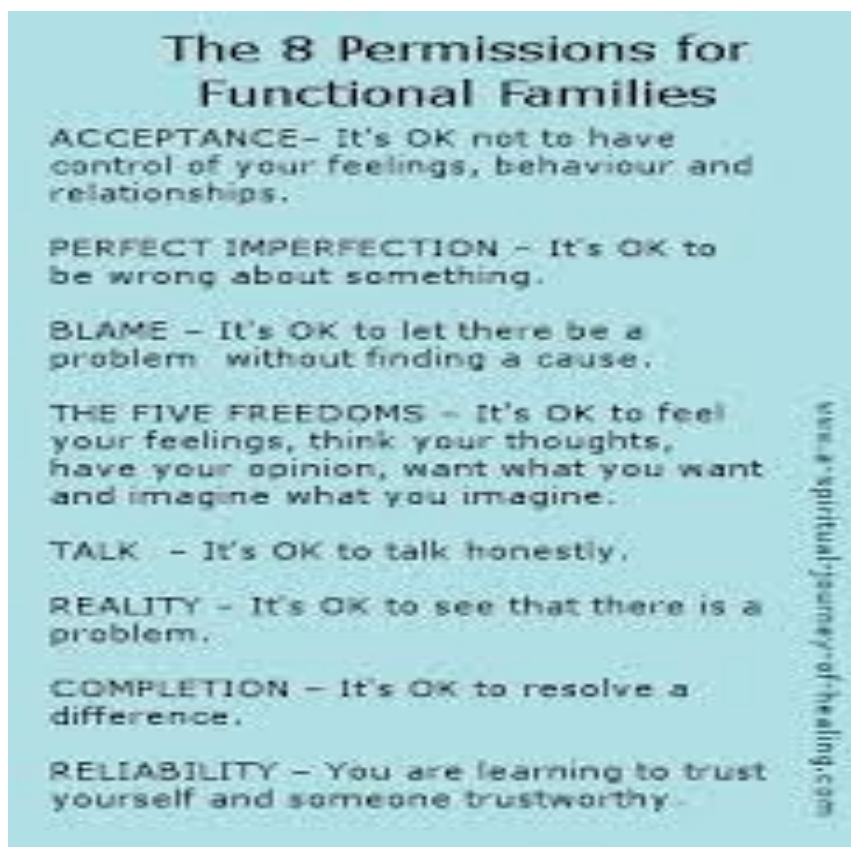 The 8 Permissions for
Functional Families
ACCEPTANCE– It's OK not to have
control of your feelings, behaviour and
relationships.
PERFECT IMPERFECTION – It's OK to
be wrong about something.
BLAME – It's OK to let there be a
problem without finding a cause.
THE FIVE FREEDOMS – It's OK to feel
your feelings, think your thoughts,
have your opinion, want what you want
and imagine what you imagine.
TALK – It's OK to talk honestly.
REALITY – It's OK to see that there is a
problem.
COMPLETION – It's OK to resolve a
difference.
RELIABILITY – You are learning to trust
yourself and someone trustworthy.
www.a-spiritual-journey-of-healing.com